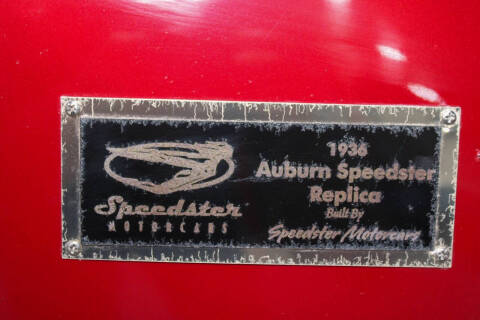 Speedster
MOTORCARS
1936
Auburn Speedster
Replica
Built By
Speedster Motorcars